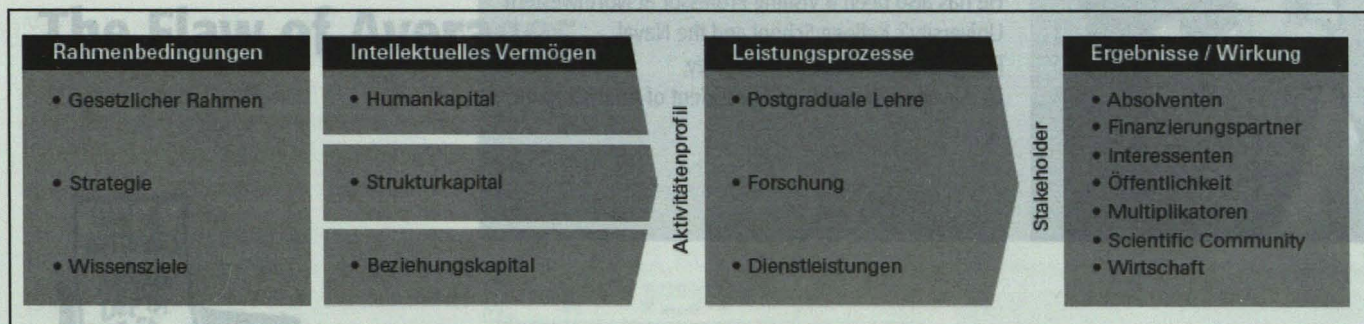 Rahmenbedingungen
• Gesetzlicher Rahmen
• Strategie
• Wissensziele
Intellektuelles Vermögen
• Humankapital
• Strukturkapital
• Beziehungskapital
Aktivitätenprofil
Leistungsprozesse
• Postgraduale Lehre
• Forschung
• Dienstleistungen
Stakeholder
Ergebnisse / Wirkung
• Absolventen
• Finanzierungspartner
• Interessenten
• Öffentlichkeit
• Multiplikatoren
• Scientific Community
• Wirtschaft